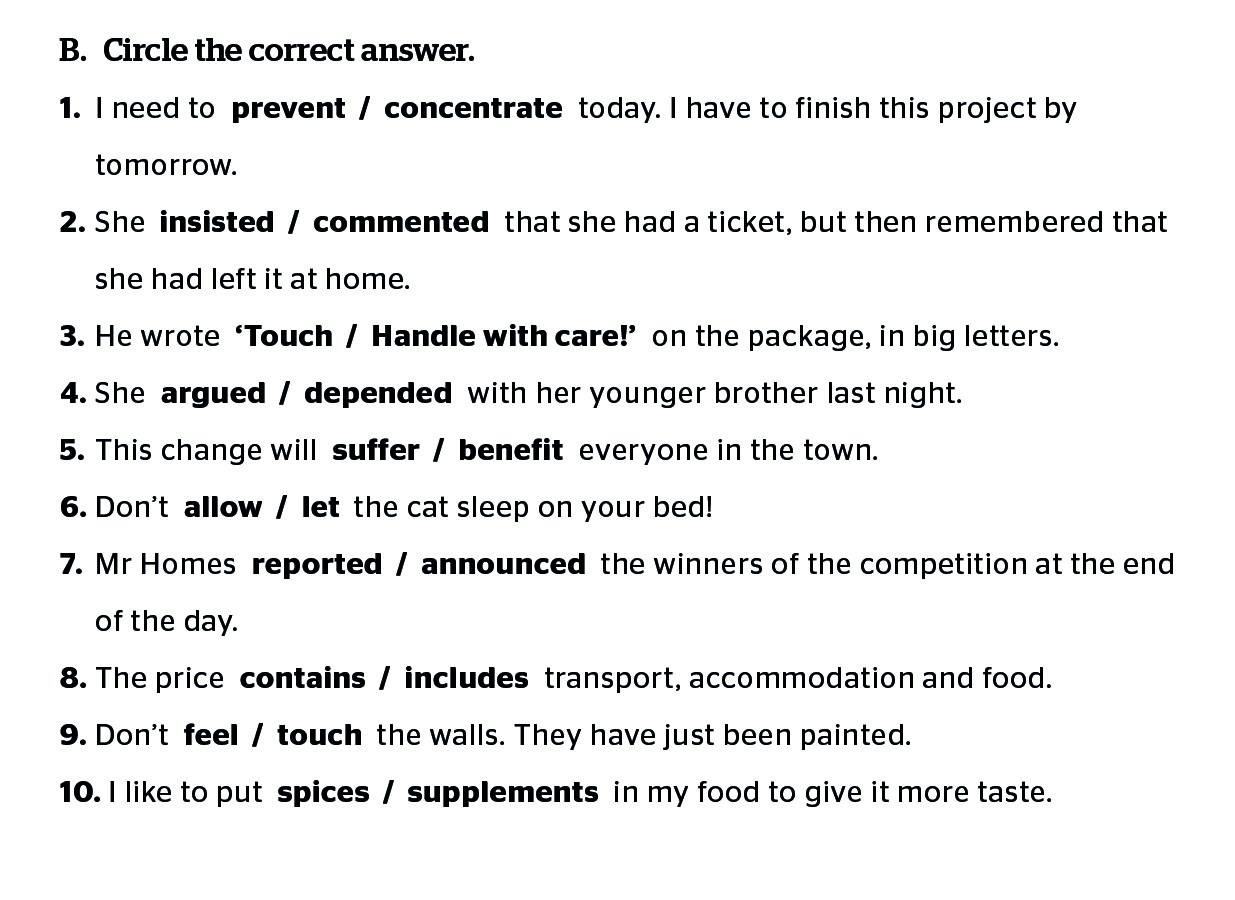 B. Circle the correct answer.
1. I need to prevent / concentrate today. I have to finish this project by
tomorrow.
2. She insisted / commented that she had a ticket, but then remembered that
she had left it at home.
3. He wrote ‘Touch / Handle with care!’ on the package, in big letters.
4. She argued / depended with her younger brother last night.
5. This change will suffer / benefit everyone in the town.
6. Don’t allow / let the cat sleep on your bed!
7. Mr Homes reported / announced the winners of the competition at the end
of the day.
8. The price contains / includes transport, accommodation and food.
9. Don’t feel / touch the walls. They have just been painted.
10. I like to put spices / supplements in my food to give it more taste.